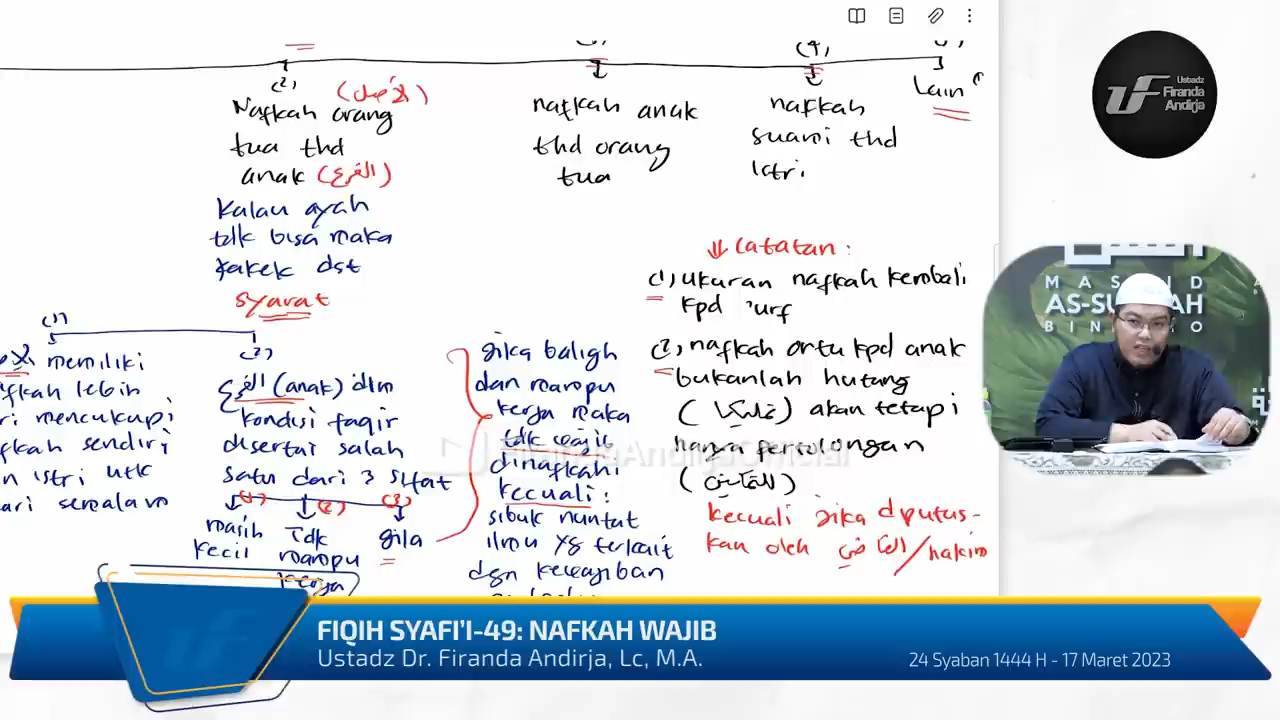 (2)
(الأصل)
Nafkah orang
tua thd
anak (الفرع)
kalau ayah
tdk bisa maka
kakek dst
syarat
nafkah anak
thd orang
tua
(4)
nafkah
suami thd
Istri
Lain²
(1)
memiliki
nafkah lebih
mencukupi
nafkah sendiri
istri utk
semalam
(2)
الفرع (anak) dlm
kondisi faqir
disertai salah
satu dari 3 sifat
(1) (2) (3)
masih
kecil
Tdk
mampu
kerja
gila
jika baligh
dan mampu
kerja maka
tdk wajib
dinafkahi
kecuali:
sibuk nuntut
ilmu yg terkait
dgn kewajiban
catatan:
(1) ukuran nafkah kembali
kpd 'urf
(2) nafkah ortu kpd anak
bukanlah hutang
akan tetapi
hanya pertolongan
kecuali jika diputus-
kan oleh القاضي/hakim
FirandaAndirjaOfficial
UF
Ustadz
Firanda
Andirja
MASJID
AS-SUNNAH
BIN
FIQIH SYAFI'I-49: NAFKAH WAJIB
Ustadz Dr. Firanda Andirja, Lc, M.A.
24 Syaban 1444 H - 17 Maret 2023